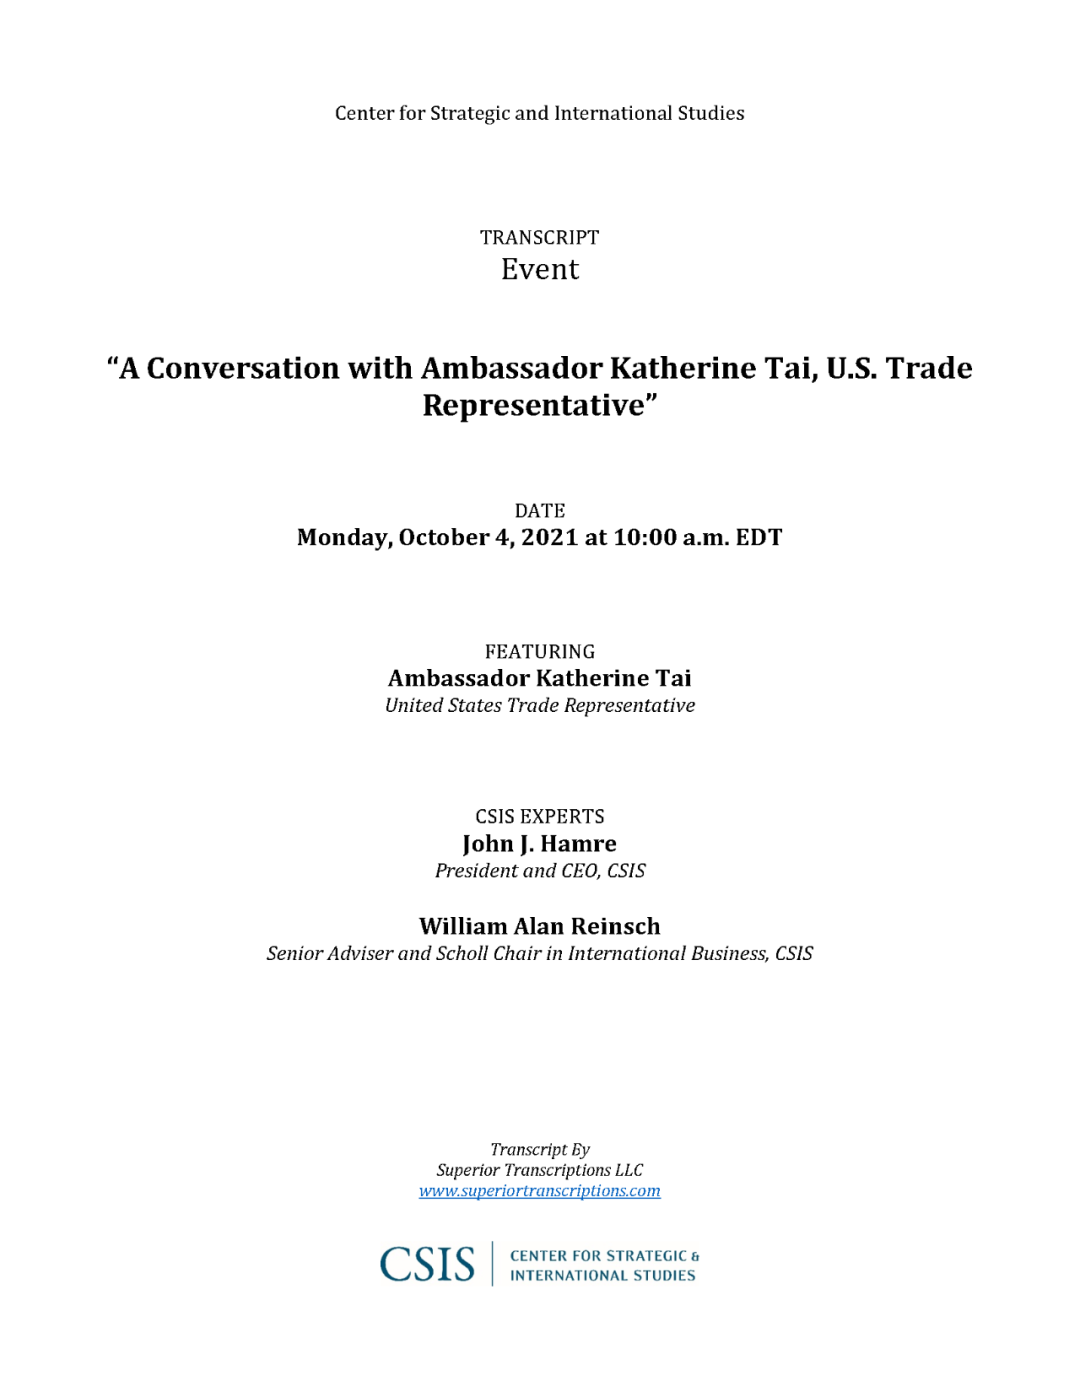 Center for Strategic and International Studies
TRANSCRIPT
Event
“A Conversation with Ambassador Katherine Tai, U.S. Trade
Representative”
DATE
Monday, October 4, 2021 at 10:00 a.m. EDT
FEATURING
Ambassador Katherine Tai
United States Trade Representative
CSIS EXPERTS
John J. Hamre
President and CEO, CSIS
William Alan Reinsch
Senior Adviser and Scholl Chair in International Business, CSIS
Transcript By
Superior Transcriptions LLC
www.superiortranscriptions.com
CSIS | CENTER FOR STRATEGIC &
INTERNATIONAL STUDIES